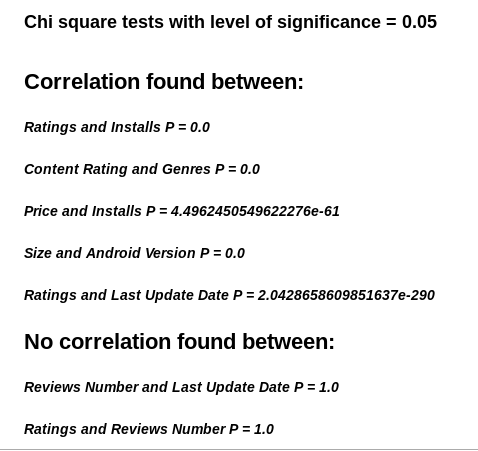 Chi square tests with level of significance = 0.05
Correlation found between:
Ratings and Installs P = 0.0
Content Rating and Genres P = 0.0
Price and Installs P = 4.4962450549622276e-61
Size and Android Version P = 0.0
Ratings and Last Update Date P = 2.0428658609851637e-290
No correlation found between:
Reviews Number and Last Update Date P = 1.0
Ratings and Reviews Number P = 1.0